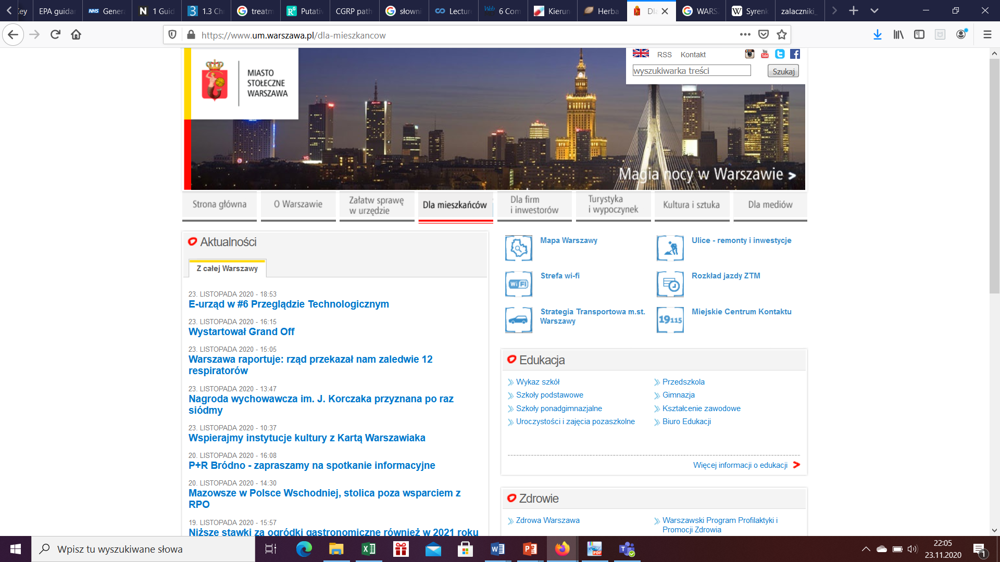 EPA guidan
NHS Genera
1 Guid
1.3 Chr
treatm
Putativ
CGRP path
słowni
Lecture
6 Com
Kierun
Herba
Dla
WARS
Syrenk
zalaczniki_
https://www.um.warszawa.pl/dla-mieszkancow
MIASTO
STOŁECZNE
WARSZAWA
RSS Kontakt
You Tube
wyszukiwarka treści Szukaj
Magia nocy w Warszawie >
Strona główna
O Warszawie
Załatw sprawę
w urzędzie
Dla mieszkańców
Dla firm
i inwestorów
Turystyka
i wypoczynek
Kultura i sztuka
Dla mediów
Aktualności
Z całej Warszawy
23. LISTOPADA 2020 - 18:53
E-urząd w #6 Przeglądzie Technologicznym
23. LISTOPADA 2020 - 16:15
Wystartował Grand Off
23. LISTOPADA 2020 - 15:05
Warszawa raportuje: rząd przekazał nam zaledwie 12
respiratorów
23. LISTOPADA 2020 - 13:47
Nagroda wychowawcza im. J. Korczaka przyznana po raz
siódmy
23. LISTOPADA 2020 - 10:37
Wspierajmy instytucje kultury z Kartą Warszawiaka
20. LISTOPADA 2020 - 16:08
P+R Bródno - zapraszamy na spotkanie informacyjne
20. LISTOPADA 2020 - 14:30
Mazowsze w Polsce Wschodniej, stolica poza wsparciem z
RPO
19. LISTOPADA 2020 - 15:57
Niższe stawki za ogródki gastronomiczne również w 2021 roku
Mapa Warszawy
Ulice - remonty i inwestycje
WiFi
Strefa wi-fi
Rozkład jazdy ZTM
Strategia Transportowa m.st.
Warszawy
19115
Miejskie Centrum Kontaktu
Edukacja
Wykaz szkół
Przedszkola
Szkoły podstawowe
Gimnazja
Szkoły ponadgimnazjalne
Kształcenie zawodowe
Uroczystości i zajęcia pozaszkolne
Biuro Edukacji
Więcej informacji o edukacji
Zdrowie
Zdrowa Warszawa
Warszawski Program Profilaktyki i
Promocji Zdrowia
Wpisz tu wyszukiwane słowa
22:05
23.11.2020
1